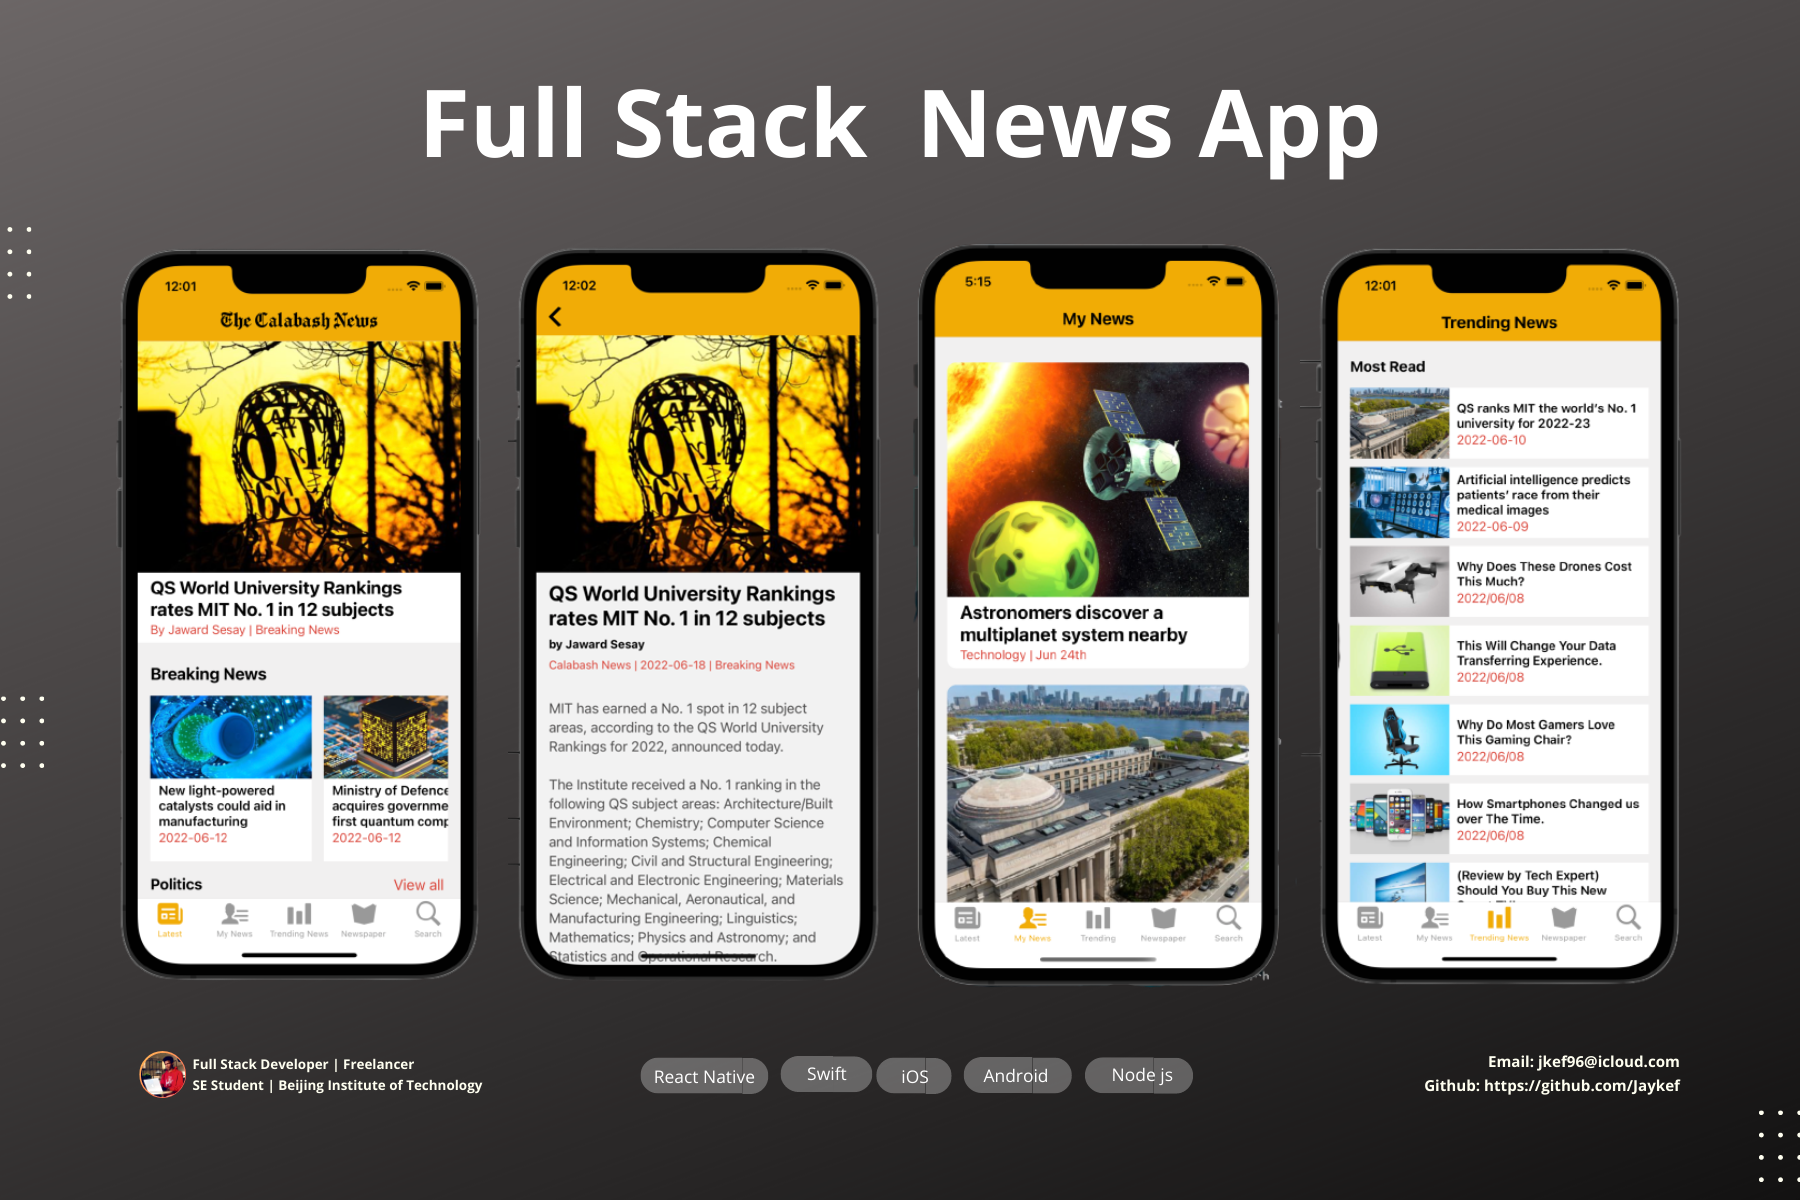 Full Stack News App
12:01
The Calabash News
QS World University Rankings
rates MIT No. 1 in 12 subjects
By Jaward Sesay | Breaking News
Breaking News
New light-powered
catalysts could aid in
manufacturing
2022-06-12
Ministry of Defence
acquires governme
first quantum comp
2022-06-12
Politics
View all
Latest
My News
Trending News
Newspaper
Search
12:02
QS World University Rankings
rates MIT No. 1 in 12 subjects
by Jaward Sesay
Calabash News | 2022-06-18 | Breaking News
MIT has earned a No. 1 spot in 12 subject
areas, according to the QS World University
Rankings for 2022, announced today.
The Institute received a No. 1 ranking in the
following QS subject areas: Architecture/Built
Environment; Chemistry; Computer Science
and Information Systems; Chemical
Engineering; Civil and Structural Engineering;
Electrical and Electronic Engineering; Materials
Science; Mechanical, Aeronautical, and
Manufacturing Engineering; Linguistics;
Mathematics; Physics and Astronomy; and
Statistics and Operational Research.
5:15
My News
Astronomers discover a
multiplanet system nearby
Technology | Jun 24th
Latest
My News
Trending
Newspaper
Search
12:01
Trending News
Most Read
QS ranks MIT the world's No. 1
university for 2022-23
2022-06-10
Artificial intelligence predicts
patients' race from their
medical images
2022-06-09
Why Does These Drones Cost
This Much?
2022/06/08
This Will Change Your Data
Transferring Experience.
2022/06/08
Why Do Most Gamers Love
This Gaming Chair?
2022/06/08
How Smartphones Changed us
over The Time.
2022/06/08
(Review by Tech Expert)
Should You Buy This New
Latest
My News
Trending News
Newspaper
Search
Full Stack Developer | Freelancer
SE Student | Beijing Institute of Technology
React Native
Swift
iOS
Android
Node js
Email: jkef96@icloud.com
Github: https://github.com/Jaykef